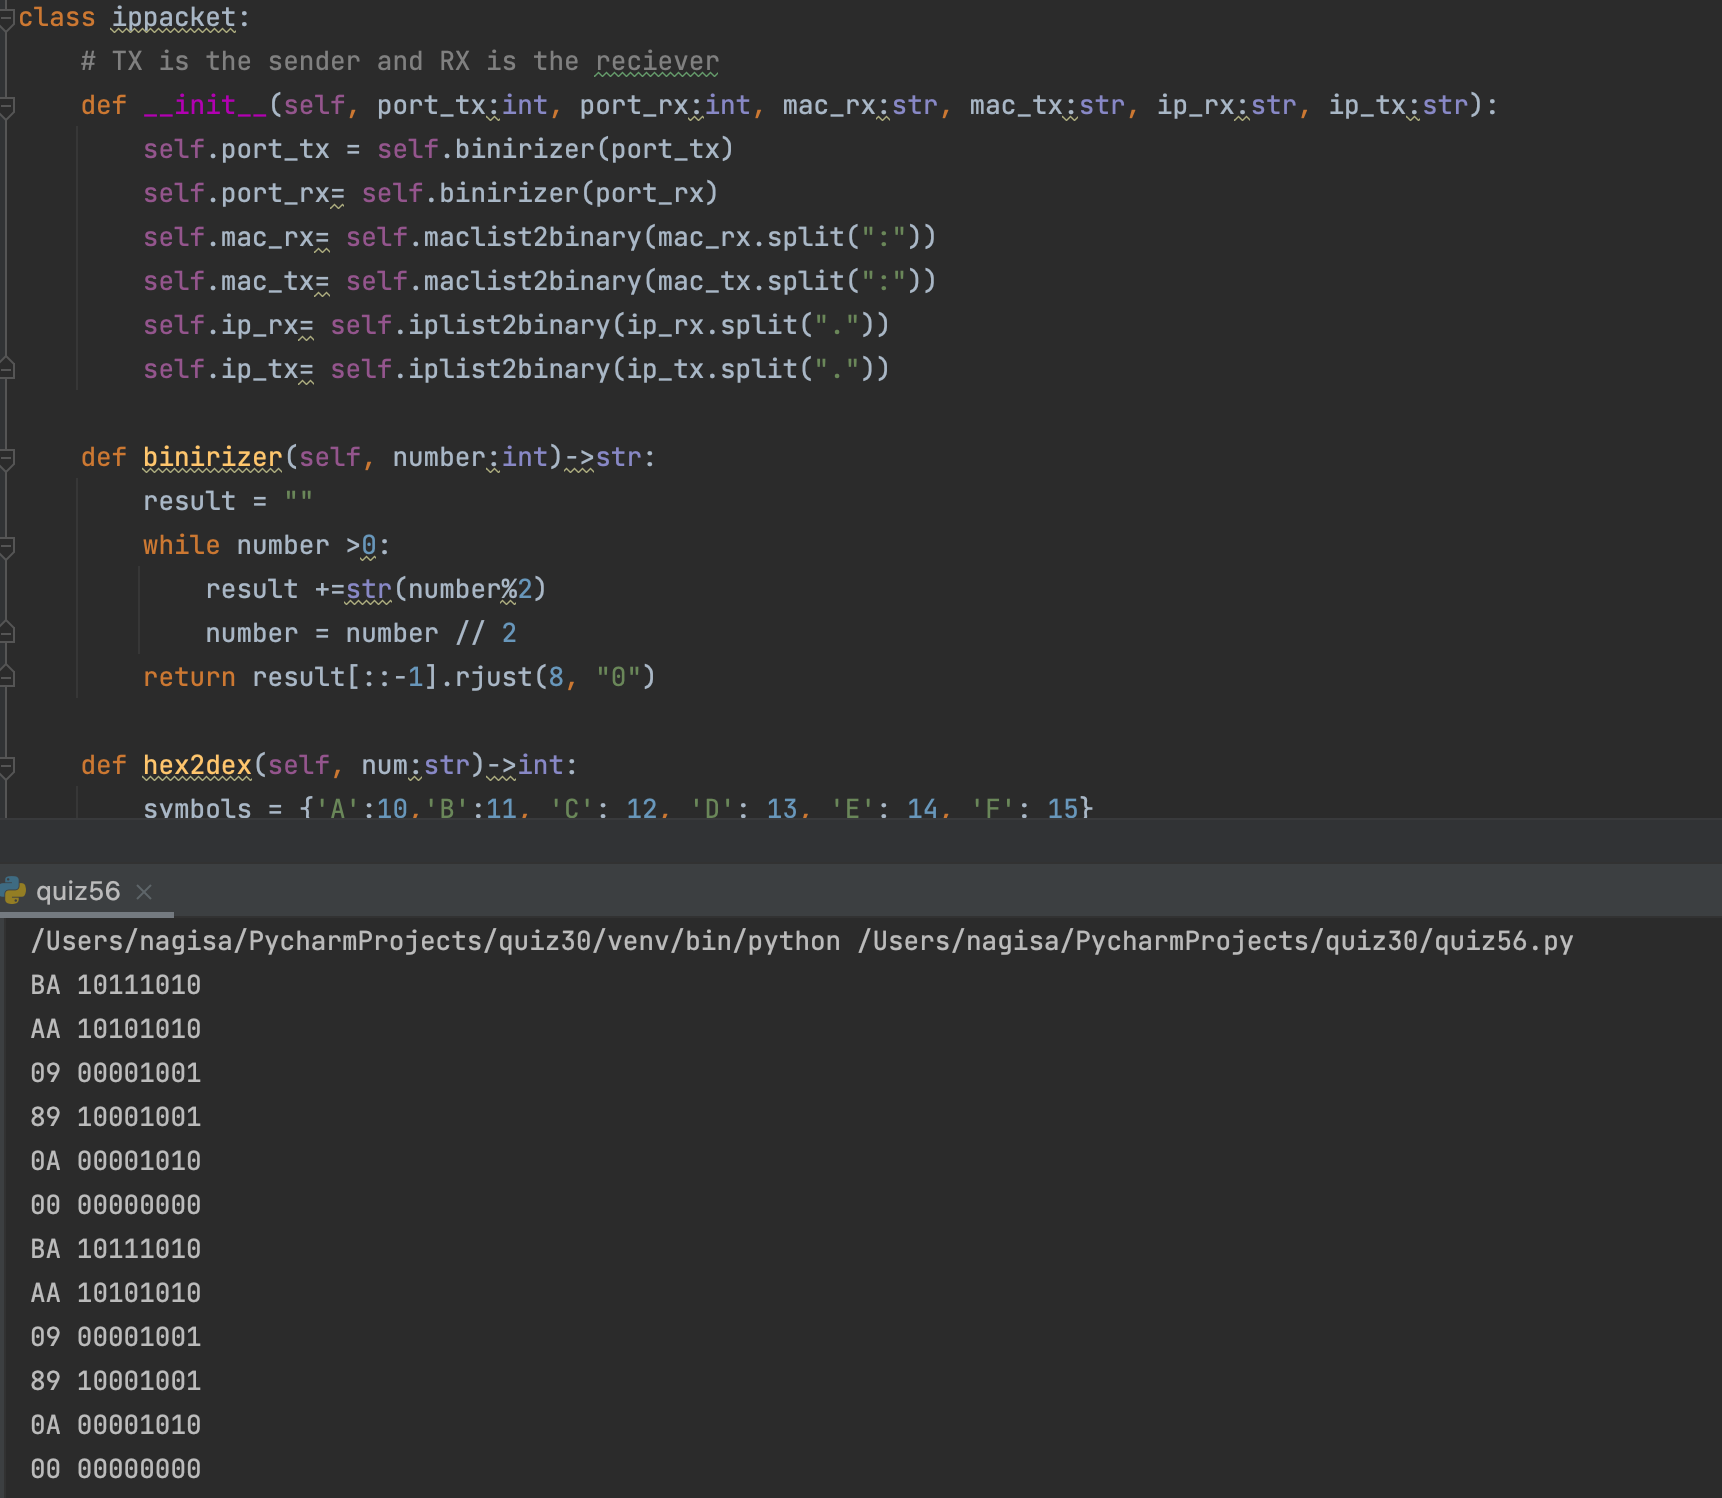 class ippacket:
    # TX is the sender and RX is the reciever
    def __init__(self, port_tx:int, port_rx:int, mac_rx:str, mac_tx:str, ip_rx:str, ip_tx:str):
        self.port_tx = self.binirizer(port_tx)
        self.port_rx= self.binirizer(port_rx)
        self.mac_rx= self.maclist2binary(mac_rx.split(":"))
        self.mac_tx= self.maclist2binary(mac_tx.split(":"))
        self.ip_rx= self.iplist2binary(ip_rx.split("."))
        self.ip_tx= self.iplist2binary(ip_tx.split("."))
    def binirizer(self, number:int)->str:
        result = ""
        while number >0:
            result +=str(number%2)
            number = number // 2
        return result[::-1].rjust(8, "0")
    def hex2dex(self, num:str)->int:
        symbols = {'A':10,'B':11, 'C': 12, 'D': 13, 'E': 14, 'F': 15}
quiz56
/Users/nagisa/PycharmProjects/quiz30/venv/bin/python /Users/nagisa/PycharmProjects/quiz30/quiz56.py
BA 10111010
AA 10101010
09 00001001
89 10001001
0A 00001010
00 00000000
BA 10111010
AA 10101010
09 00001001
89 10001001
0A 00001010
00 00000000